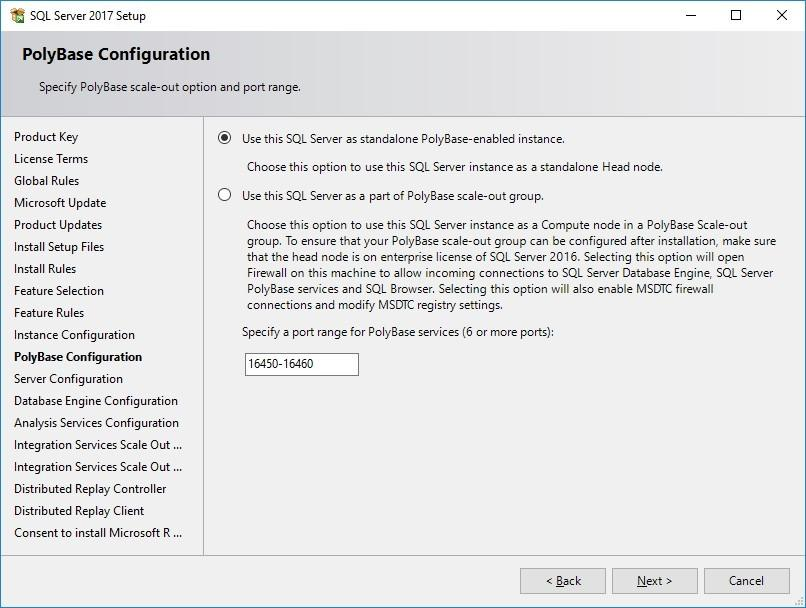 SQL Server 2017 Setup
PolyBase Configuration
Specify PolyBase scale-out option and port range.
Product Key
License Terms
Global Rules
Microsoft Update
Product Updates
Install Setup Files
Install Rules
Feature Selection
Feature Rules
Instance Configuration
PolyBase Configuration
Server Configuration
Database Engine Configuration
Analysis Services Configuration
Integration Services Scale Out ...
Integration Services Scale Out ...
Distributed Replay Controller
Distributed Replay Client
Consent to install Microsoft R ...
Use this SQL Server as standalone PolyBase-enabled instance.
Choose this option to use this SQL Server instance as a standalone Head node.
Use this SQL Server as a part of PolyBase scale-out group.
Choose this option to use this SQL Server instance as a Compute node in a PolyBase Scale-out
group. To ensure that your PolyBase scale-out group can be configured after installation, make sure
that the head node is on enterprise license of SQL Server 2016. Selecting this option will open
Firewall on this machine to allow incoming connections to SQL Server Database Engine, SQL Server
PolyBase services and SQL Browser. Selecting this option will also enable MSDTC firewall
connections and modify MSDTC registry settings.
Specify a port range for PolyBase services (6 or more ports):
16450-16460
< Back
Next >
Cancel